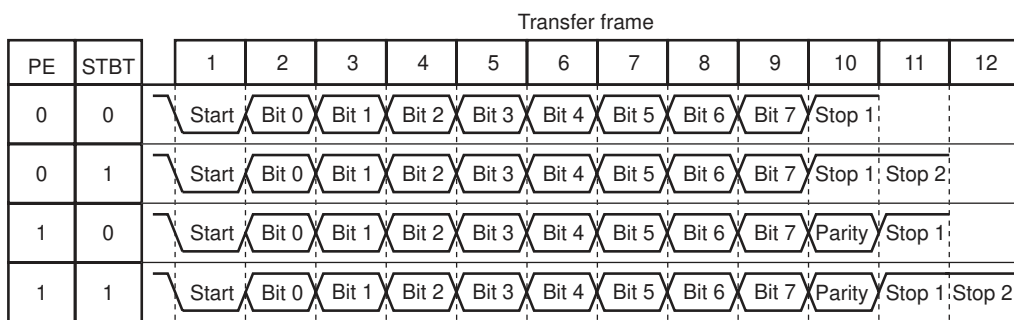 Transfer frame
PE STBT 1 2 3 4 5 6 7 8 9 10 11 12
0 0 Start Bit 0 Bit 1 Bit 2 Bit 3 Bit 4 Bit 5 Bit 6 Bit 7 Stop 1
0 1 Start Bit 0 Bit 1 Bit 2 Bit 3 Bit 4 Bit 5 Bit 6 Bit 7 Stop 1 Stop 2
1 0 Start Bit 0 Bit 1 Bit 2 Bit 3 Bit 4 Bit 5 Bit 6 Bit 7 Parity Stop 1
1 1 Start Bit 0 Bit 1 Bit 2 Bit 3 Bit 4 Bit 5 Bit 6 Bit 7 Parity Stop 1 Stop 2